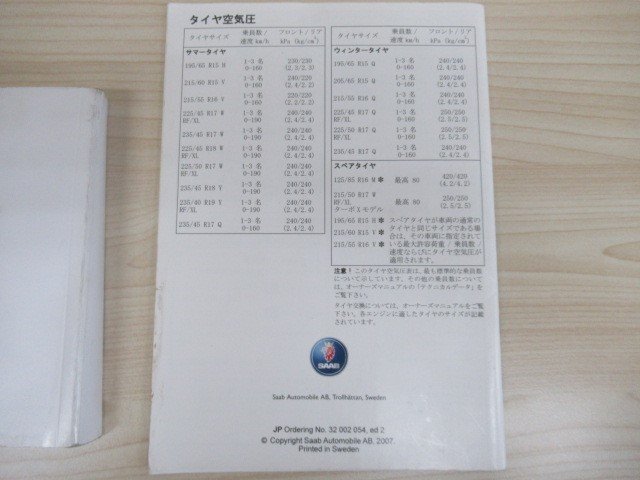 タイヤ空気圧
タイヤサイズ 乗員数/ フロント/リア
速度 km/h kPa (kg/cm²)
サマータイヤ
195/65 R15 H 1-3 名 230/230
0-160 (2.3/2.3)
215/60 R15 V 1-3 名 240/220
0-160 (2.4/2.2)
215/55 R16 V 1-3 名 220/220
0-160 (2.2/2.2)
225/45 R17 W 1-3 名 240/240
RF/XL 0-190 (2.4/2.4)
235/45 R17 W 1-3 名 240/240
0-190 (2.4/2.4)
225/45 R18 W 1-3 名 240/240
RF/XL 0-190 (2.4/2.4)
225/50 R17 W 1-3 名 240/240
RF/XL 0-190 (2.4/2.4)
235/45 R18 Y 1-3 名 240/240
0-190 (2.4/2.4)
235/40 R19 Y 1-3 名 240/240
RF/XL 0-190 (2.4/2.4)
235/45 R17 Q 1-3 名 240/240
0-160 (2.4/2.4)
タイヤサイズ 乗員数/ フロント/リア
速度 km/h kPa (kg/cm²)
ウィンタータイヤ
195/65 R15 Q 1-3 名 240/240
0-160 (2.4/2.4)
205/65 R15 Q 1-3 名 240/240
0-160 (2.4/2.4)
215/55 R16 Q 1-3 名 240/240
0-160 (2.4/2.4)
225/45 R17 Q 1-3 名 250/250
RF/XL 0-160 (2.5/2.5)
225/50 R17 Q 1-3 名 250/250
RF/XL 0-160 (2.5/2.5)
235/45 R17 Q 1-3 名 240/240
0-160 (2.4/2.4)
スペアタイヤ
125/85 R16 M✽ 最高 80 420/420
(4.2/4.2)
215/50 R17 W
RF/XL 最高 80 250/250
ターボXモデル (2.5/2.5)
195/65 R15 H✽ スペアタイヤが車両の通常の
215/60 R15 V✽ タイヤと同じサイズである場
215/55 R16 V✽ 合は、その車両に指定されて
いる最大許容荷重 / 乗員数 /
速度ならびにタイヤ空気圧が
適用されます。
注意! このタイヤ空気圧表は、最も標準的な乗員数
について示しています。その他の乗員数につい
ては、オーナーズマニュアルの「テクニカルデータ」を
ご覧下さい。
タイヤ交換については、オーナーズマニュアルをご覧
下さい。各エンジンに適したタイヤのサイズが記載
されています。
SAAB
Saab Automobile AB, Trollhättan, Sweden
JP Ordering No. 32 002 054, ed 2
© Copyright Saab Automobile AB, 2007.
Printed in Sweden